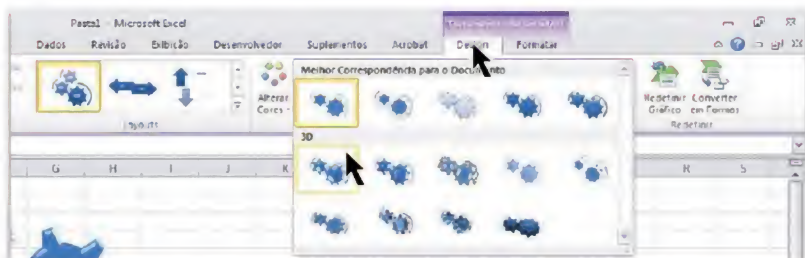 Pasta1 - Microsoft Excel
Dados Revisão Exibição Desenvolvedor Suplementos Acrobat Design Formatar
Melhor Correspondência para o Documento
Alterar Cores
Redefinir Gráfico
Converter em Formas
Layouts
Redefinir
3D
G H I J K R S